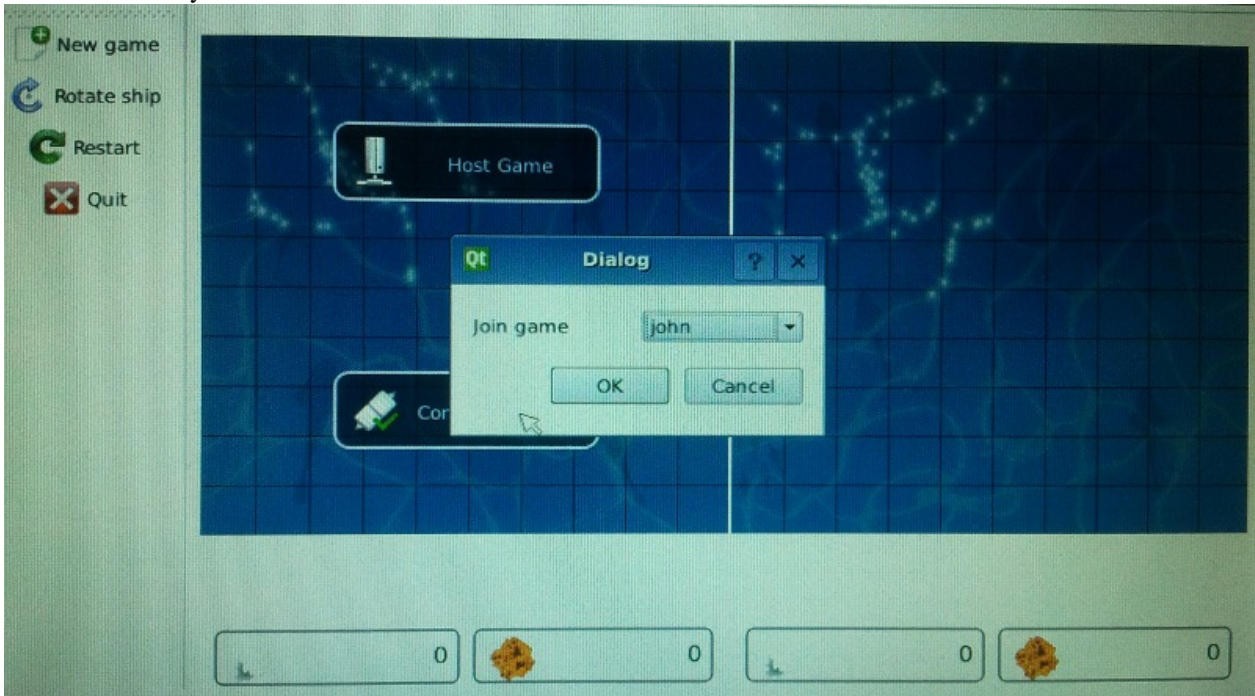 New game
Rotate ship
Restart
Quit
Host Game
Qt
Dialog
?
Join game
john
OK
Cancel
Cor
0
0
0
0